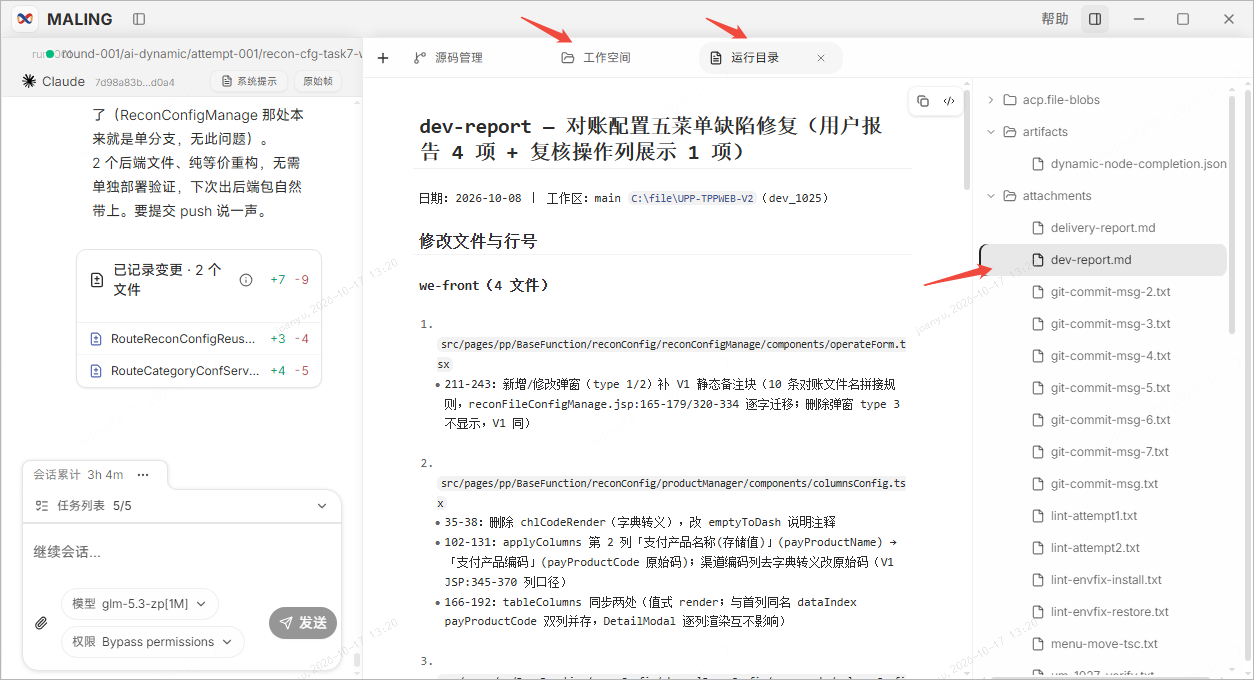 MALING
帮助
round-001/ai-dynamic/attempt-001/recon-cfg-task7-v
Claude 7d98a83b...d0a4 系统提示 原始帧
了（ReconConfigManage 那处本
来就是单分支，无此问题）。
2 个后端文件、纯等价重构，无需
单独部署验证，下次出后端包自然
带上。要提交 push 说一声。
已记录变更 · 2 个
文件
+7 -9
RouteReconConfigReus... +3 -4
RouteCategoryConfServ... +4 -5
会话累计 3h 4m ...
任务列表 5/5
继续会话...
模型 glm-5.3-zp[1M]
权限 Bypass permissions
发送
源码管理 工作空间 运行目录
dev-report — 对账配置五菜单缺陷修复（用户报
告 4 项 + 复核操作列展示 1 项）
日期：2026-10-08 | 工作区：main C:\file\UPP-TPPWEB-V2（dev_1025）
修改文件与行号
we-front（4 文件）
1.
src/pages/pp/BaseFunction/reconConfig/reconConfigManage/components/operateForm.t
sx
• 211-243：新增/修改弹窗（type 1/2）补 V1 静态备注块（10 条对账文件名拼接规
则，reconFileConfigManage.jsp:165-179/320-334 逐字迁移；删除弹窗 type 3
不显示，V1 同）
2.
src/pages/pp/BaseFunction/reconConfig/productManager/components/columnsConfig.ts
x
• 35-38：删除 chlCodeRender（字典转义），改 emptyToDash 说明注释
• 102-131：applyColumns 第 2 列「支付产品名称(存储值)」（payProductName）→
「支付产品编码」（payProductCode 原始码）；渠道编码列去字典转义改原始码（V1
JSP:345-370 列口径）
• 166-192：tableColumns 同步两处（值式 render；与首列同名 dataIndex
payProductCode 双列并存，DetailModal 逐列渲染互不影响）
3.
acp.file-blobs
artifacts
dynamic-node-completion.json
attachments
delivery-report.md
dev-report.md
git-commit-msg-2.txt
git-commit-msg-3.txt
git-commit-msg-4.txt
git-commit-msg-5.txt
git-commit-msg-6.txt
git-commit-msg-7.txt
git-commit-msg.txt
lint-attempt1.txt
lint-attempt2.txt
lint-envfix-install.txt
lint-envfix-restore.txt
menu-move-tsc.txt